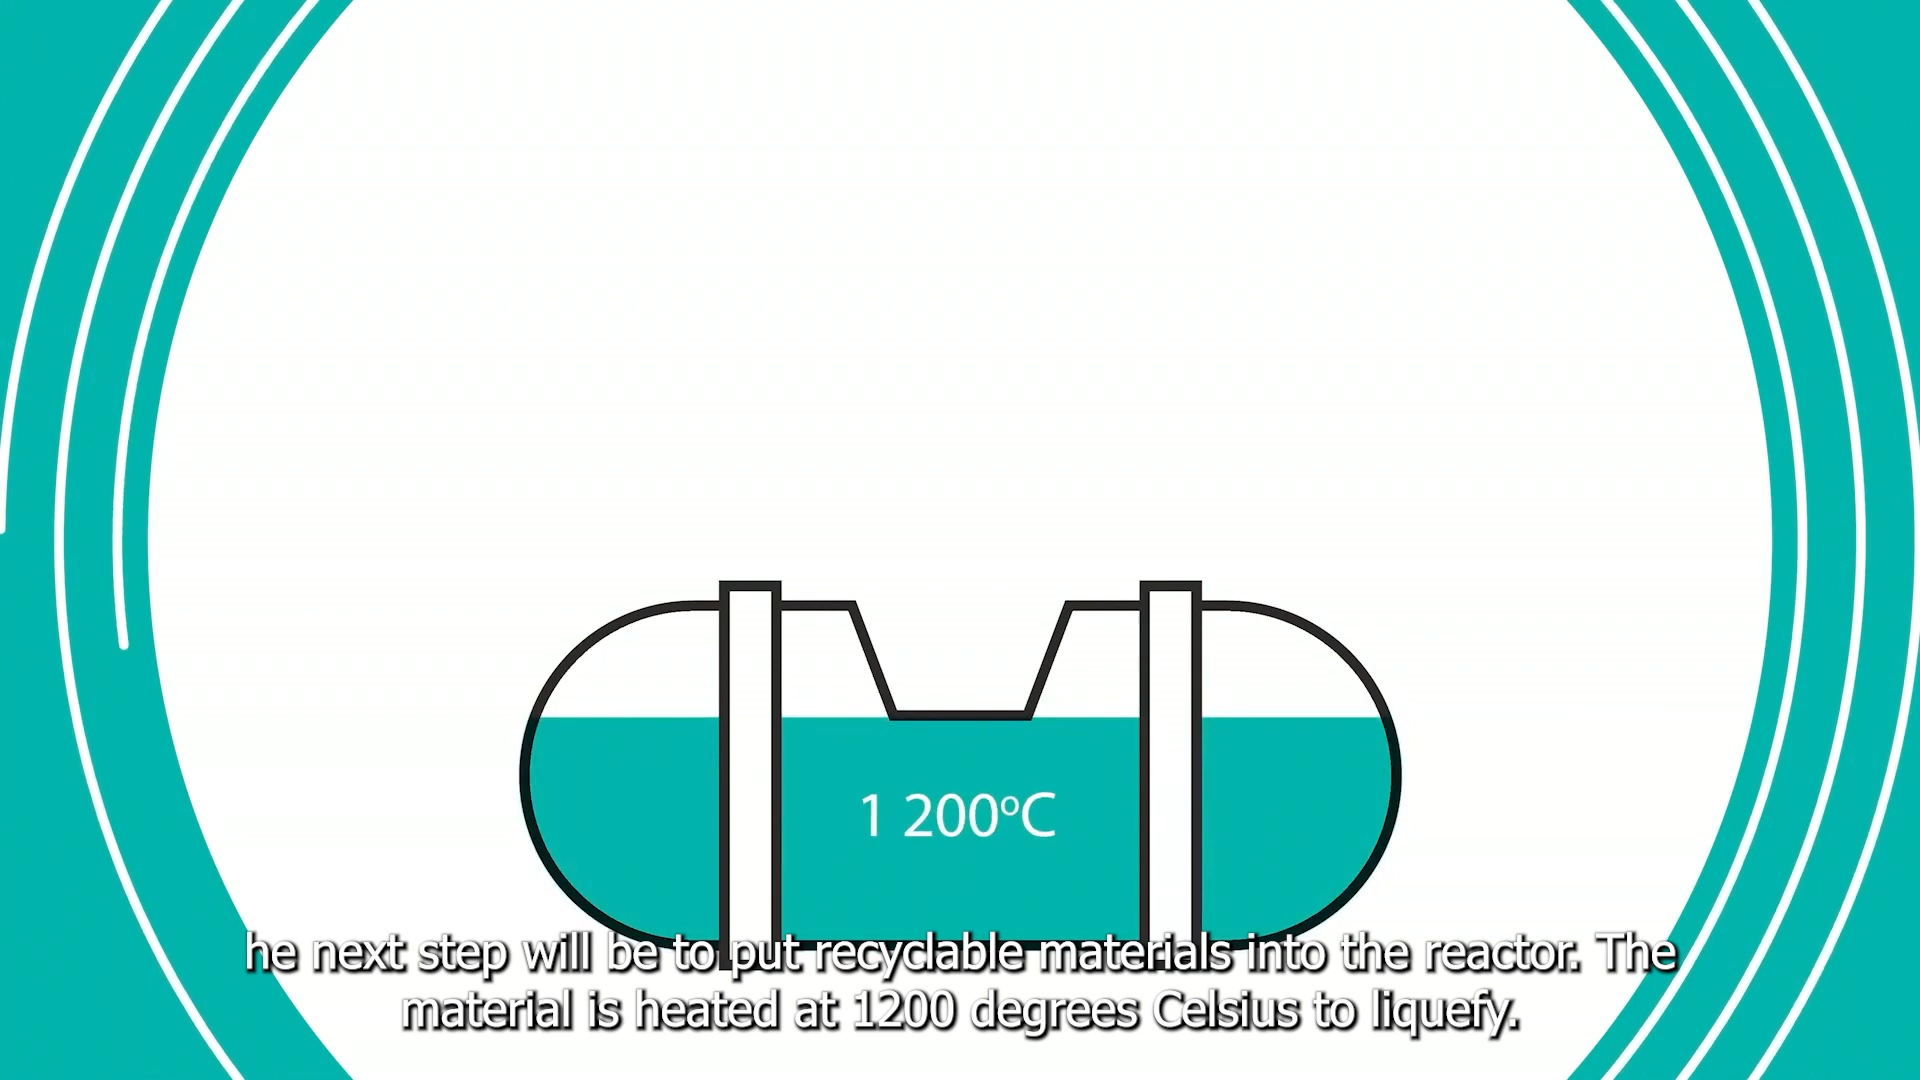 1 200ºC
he next step will be to put recyclable materials into the reactor. The
material is heated at 1200 degrees Celsius to liquefy.